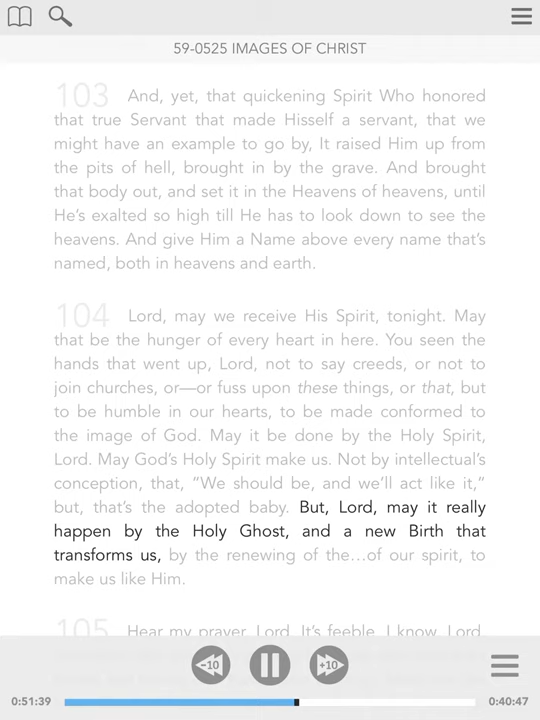 59-0525 IMAGES OF CHRIST
103 And, yet, that quickening Spirit Who honored
that true Servant that made Hisself a servant, that we
might have an example to go by, It raised Him up from
the pits of hell, brought in by the grave. And brought
that body out, and set it in the Heavens of heavens, until
He's exalted so high till He has to look down to see the
heavens. And give Him a Name above every name that's
named, both in heavens and earth.
104 Lord, may we receive His Spirit, tonight. May
that be the hunger of every heart in here. You seen the
hands that went up, Lord, not to say creeds, or not to
join churches, or—or fuss upon these things, or that, but
to be humble in our hearts, to be made conformed to
the image of God. May it be done by the Holy Spirit,
Lord. May God's Holy Spirit make us. Not by intellectual's
conception, that, “We should be, and we'll act like it,”
but, that's the adopted baby. But, Lord, may it really
happen by the Holy Ghost, and a new Birth that
transforms us, by the renewing of the…of our spirit, to
make us like Him.
105 Hear my prayer, Lord. It's feeble, I know, Lord.
-10
+10
0:51:39
0:40:47